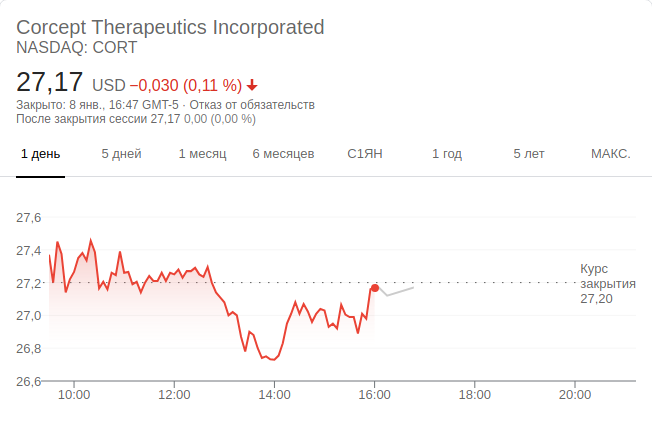 Corcept Therapeutics Incorporated
NASDAQ: CORT
27,17 USD −0,030 (0,11 %)
Закрыто: 8 янв., 16:47 GMT-5 · Отказ от обязательств
После закрытия сессии 27,17 0,00 (0,00 %)
1 день 5 дней 1 месяц 6 месяцев С1ЯН 1 год 5 лет МАКС.
27,6
27,4
27,2
27,0
26,8
26,6
Курс
закрытия
27,20
10:00 12:00 14:00 16:00 18:00 20:00